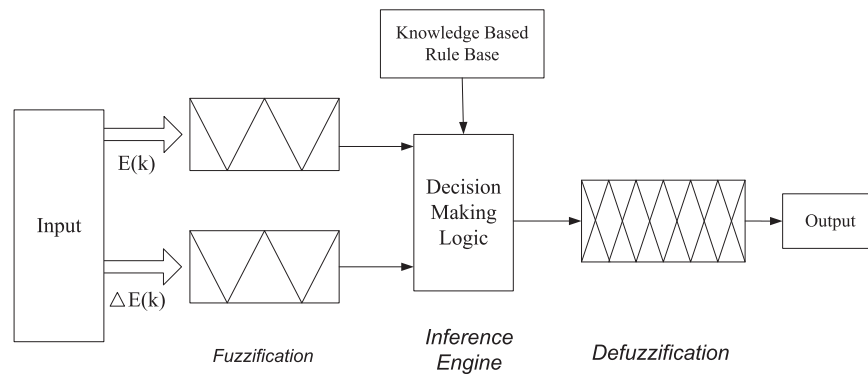 Knowledge Based
Rule Base
E(k)
Input
Decision
Making
Logic
Output
△E(k)
Fuzzification
Inference
Engine
Defuzzification